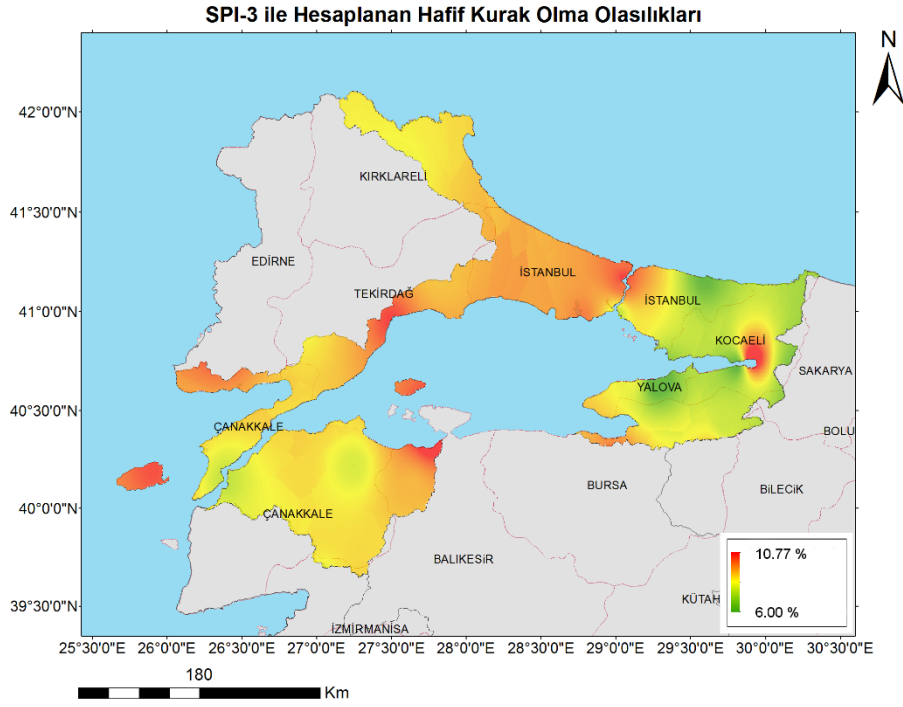 SPI-3 ile Hesaplanan Hafif Kurak Olma Olasılıkları
N
42°0'0"N
41°30'0"N
41°0'0"N
40°30'0"N
40°0'0"N
39°30'0"N
KIRKLARELİ
EDİRNE
İSTANBUL
TEKİRDAĞ
İSTANBUL
KOCAELİ
SAKARYA
YALOVA
ÇANAKKALE
BOLU
BURSA
BİLECİK
ÇANAKKALE
BALIKESİR
KÜTAH
İZMİRMANİSA
10.77 %
6.00 %
25°30'0"E
26°0'0"E
26°30'0"E
27°0'0"E
27°30'0"E
28°0'0"E
28°30'0"E
29°0'0"E
29°30'0"E
30°0'0"E
30°30'0"E
180
Km